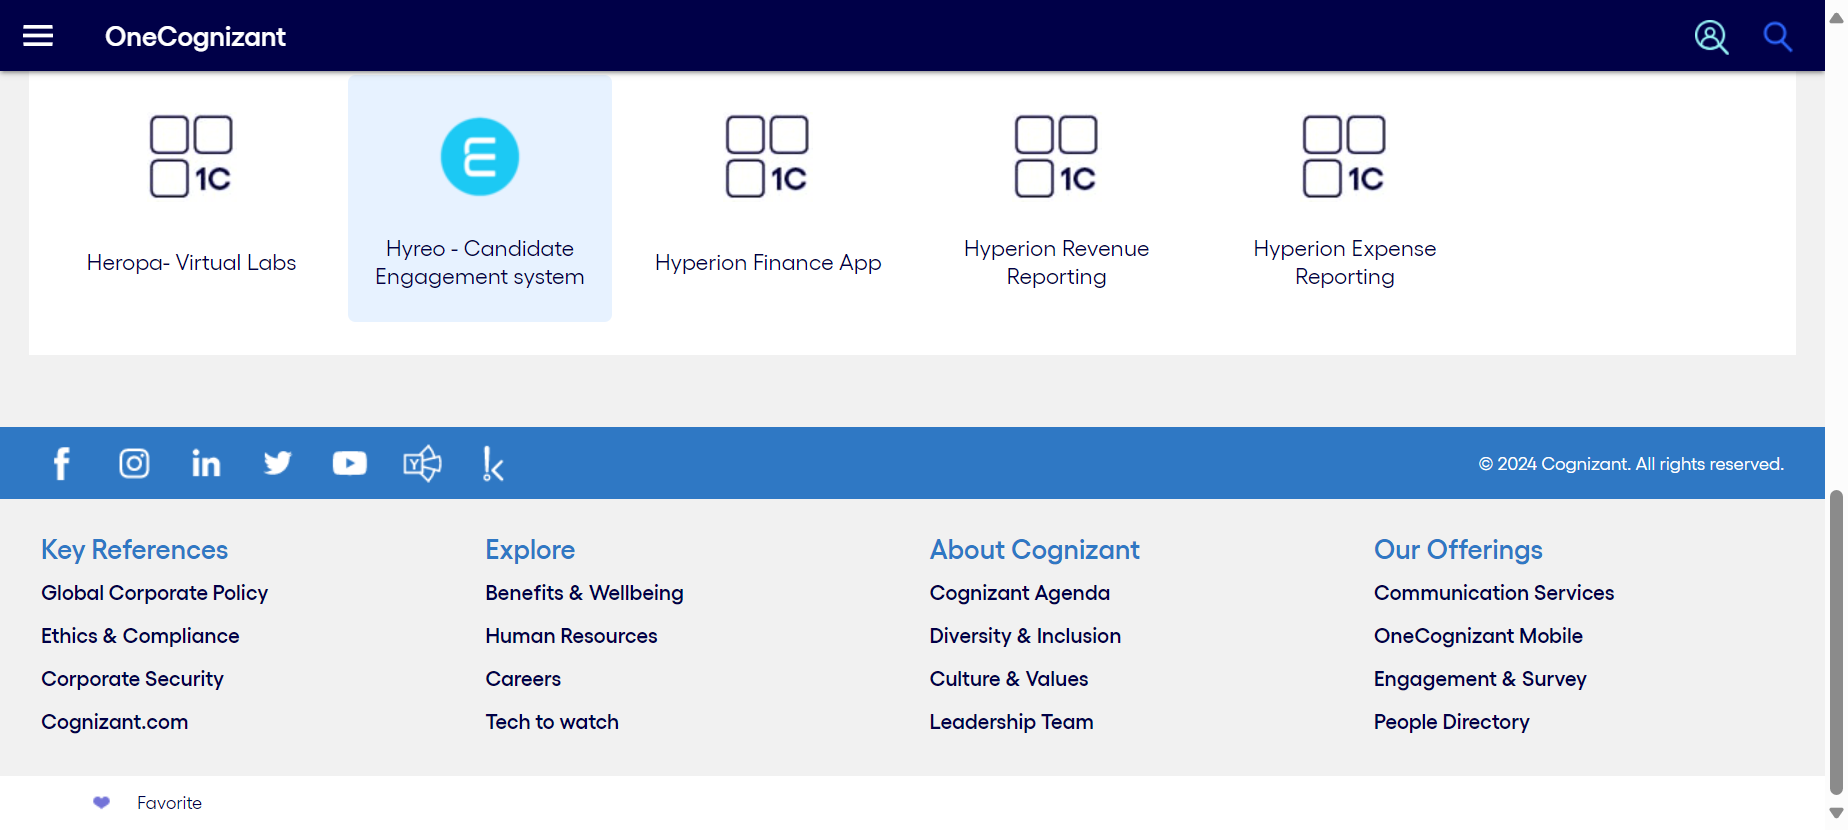 OneCognizant
1C
Heropa- Virtual Labs
Hyreo - Candidate
Engagement system
1C
Hyperion Finance App
1C
Hyperion Revenue
Reporting
1C
Hyperion Expense
Reporting
© 2024 Cognizant. All rights reserved.
Key References
Global Corporate Policy
Ethics & Compliance
Corporate Security
Cognizant.com
Explore
Benefits & Wellbeing
Human Resources
Careers
Tech to watch
About Cognizant
Cognizant Agenda
Diversity & Inclusion
Culture & Values
Leadership Team
Our Offerings
Communication Services
OneCognizant Mobile
Engagement & Survey
People Directory
Favorite